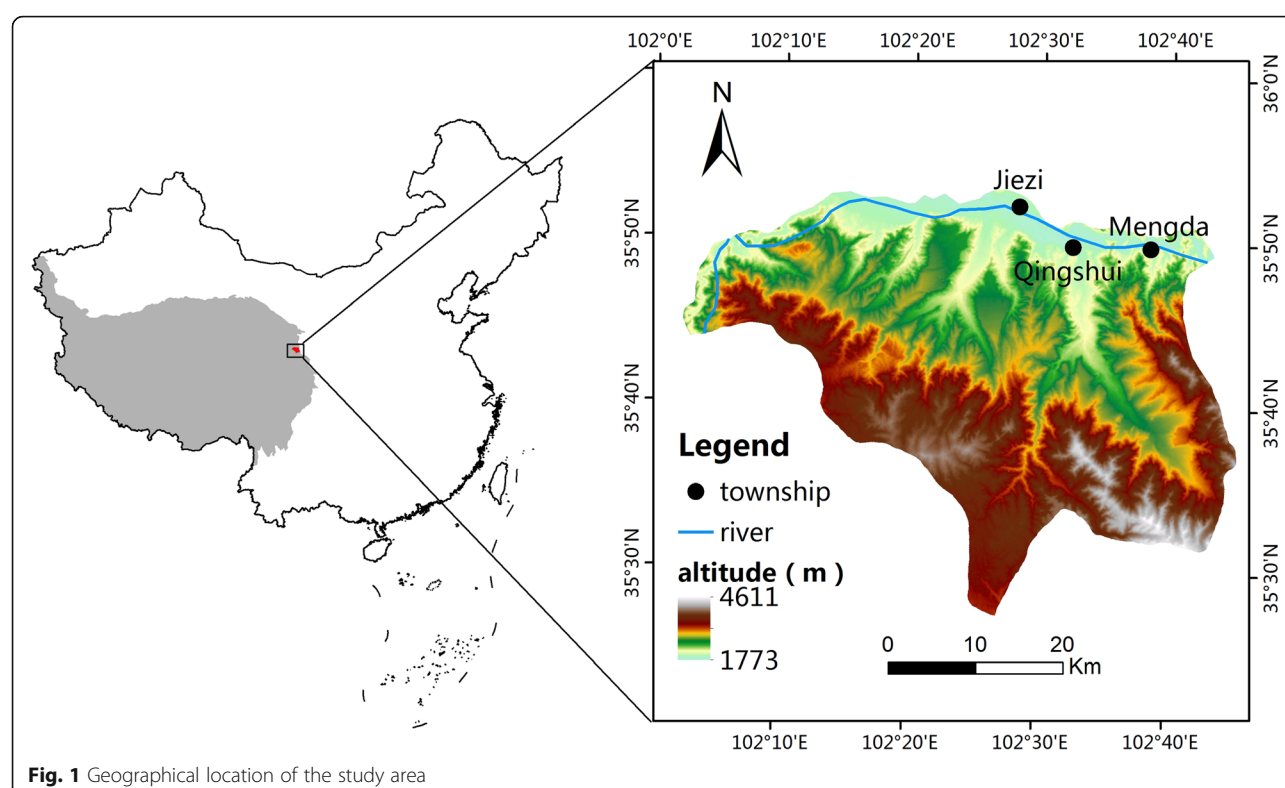 102°0'E 102°10'E 102°20'E 102°30'E 102°40'E
36°0'N
N
Jiezi
Mengda
Qingshui
35°50'N 35°50'N
35°40'N 35°40'N
Legend
township
river
altitude ( m )
4611
1773
35°30'N 35°30'N
0 10 20
Km
102°10'E 102°20'E 102°30'E 102°40'E
Fig. 1 Geographical location of the study area